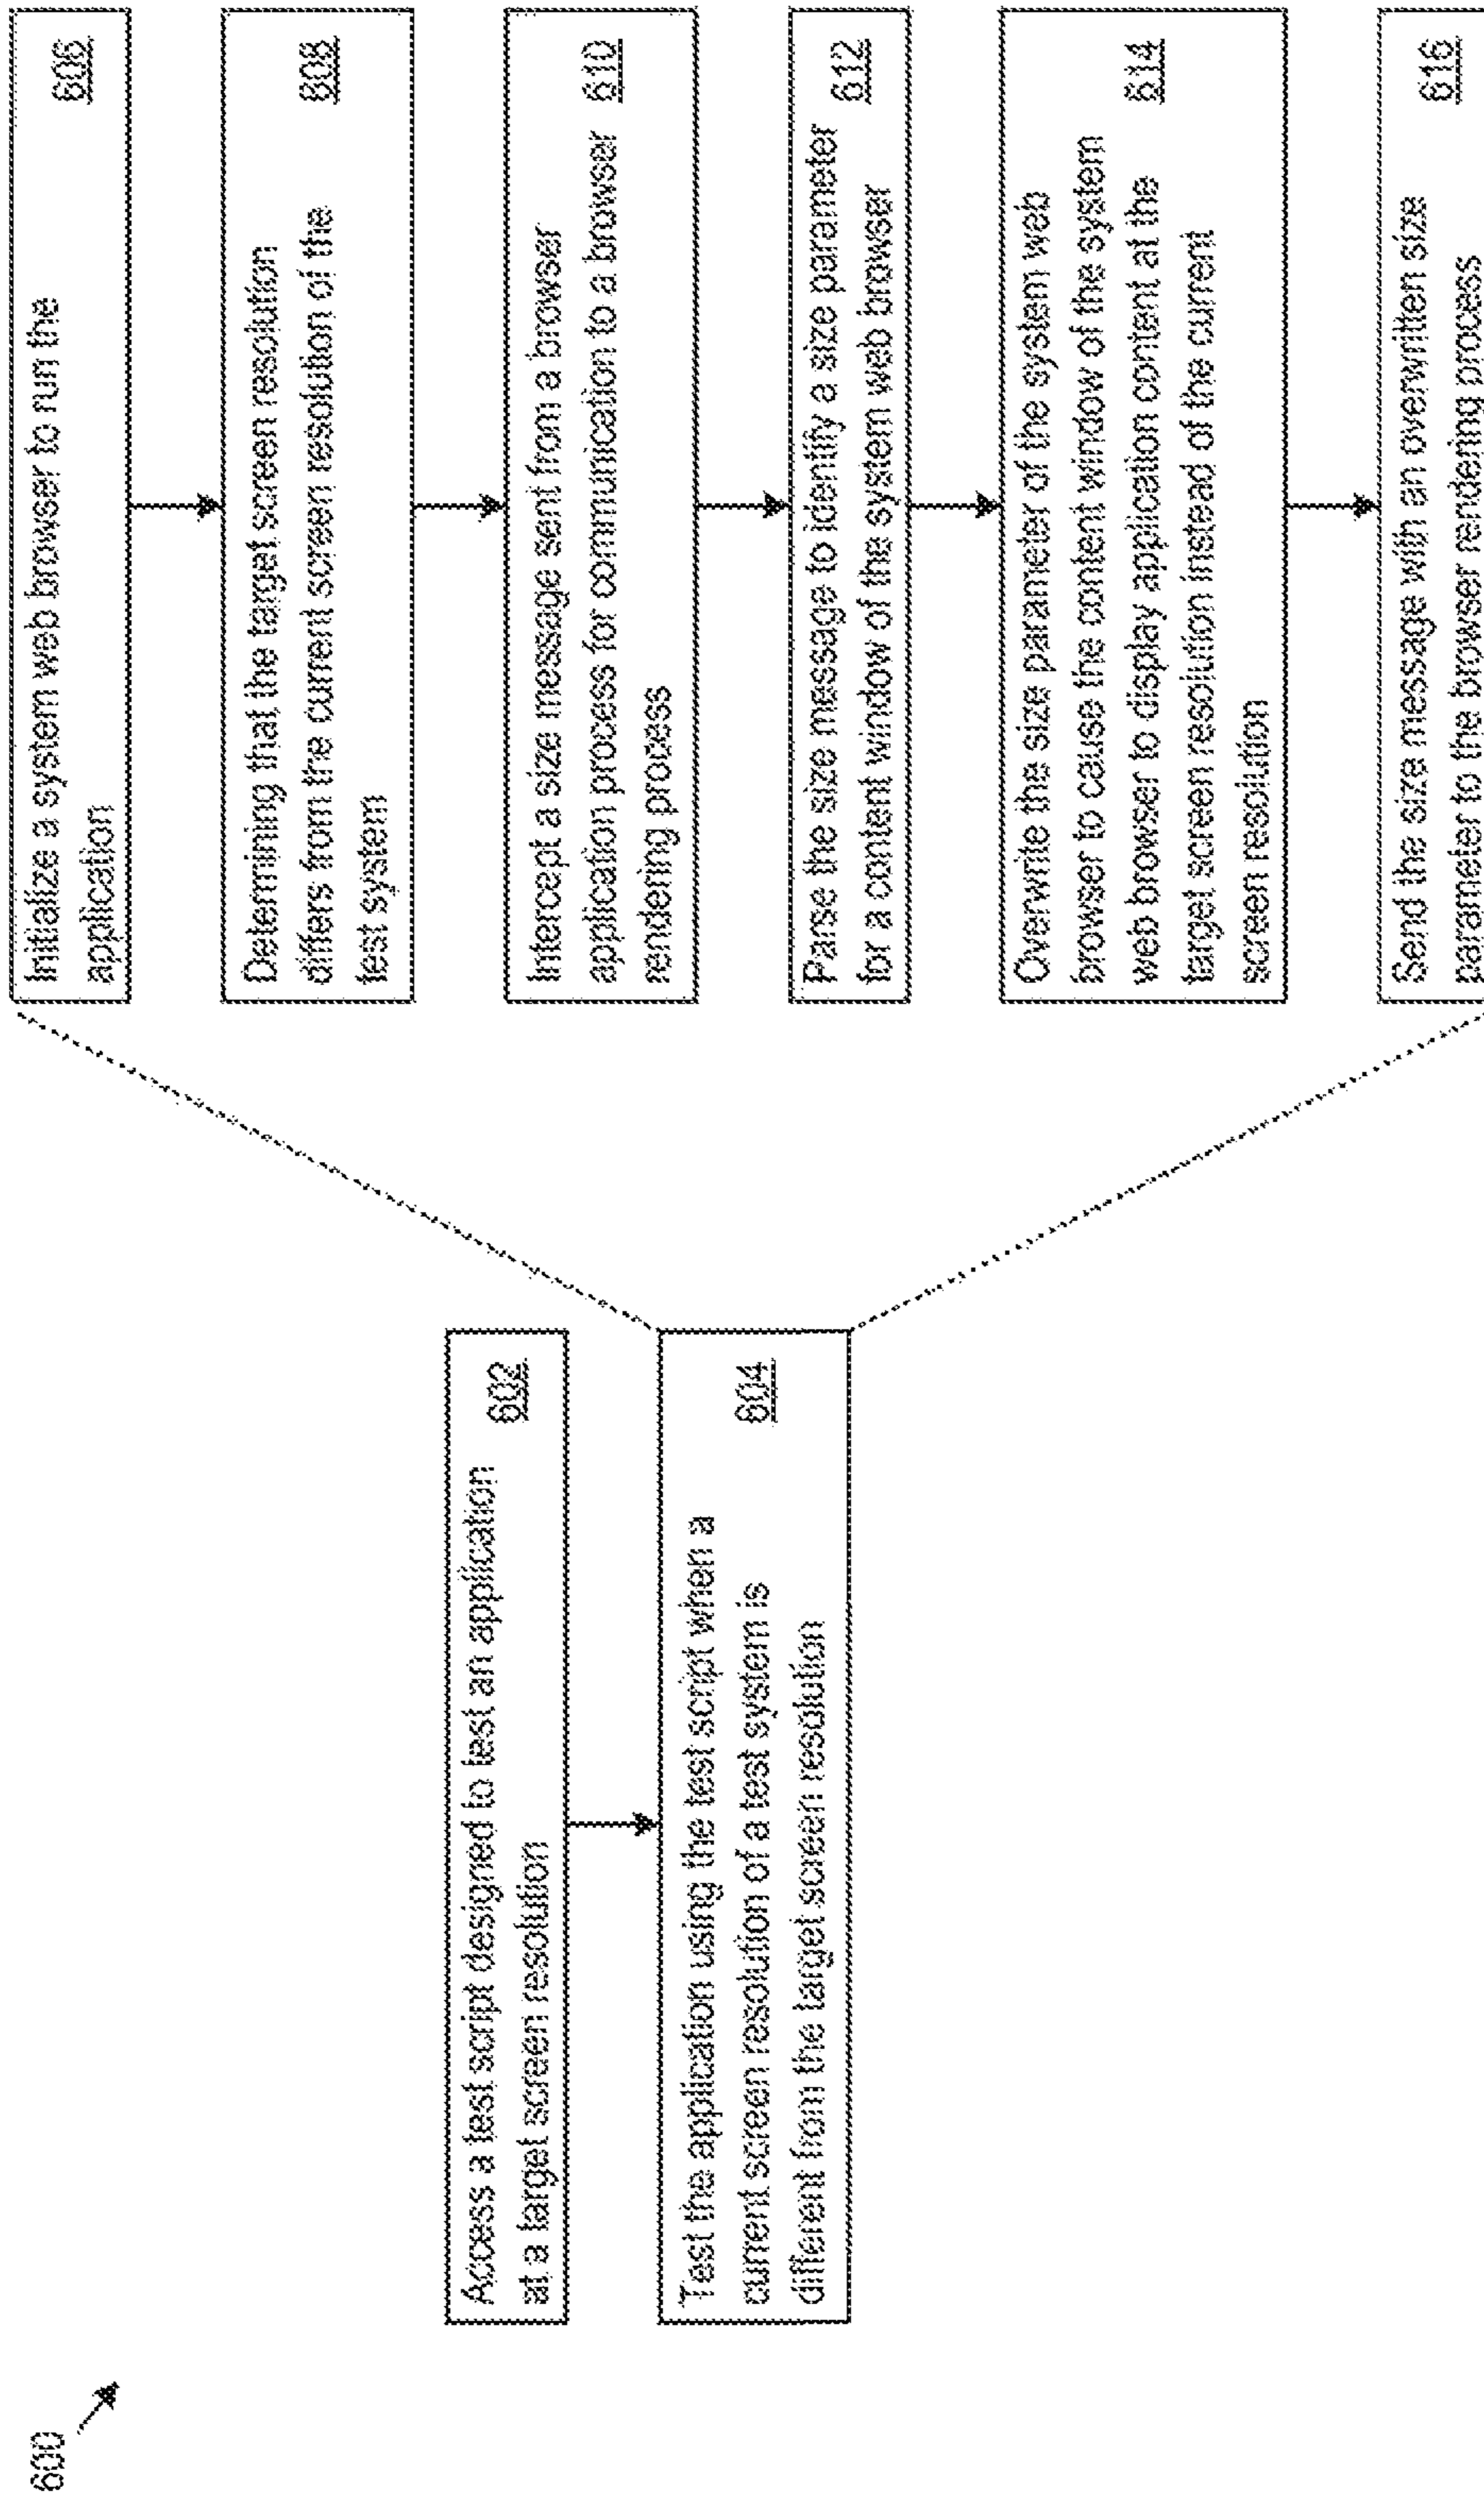 600
Access a test script designed to test an application
at a target screen resolution
602
Test the application using the test script when a
current screen resolution of a test system is
different from the target screen resolution
604
Initialize a system web browser to run the
application
606
Determining that the target screen resolution
differs from the current screen resolution of the
test system
608
Intercept a size message sent from a browser
application process for communication to a browser
rendering process
610
Parse the size message to identify a size parameter
for a content window of the system web browser
612
Overwrite the size parameter of the system web
browser to cause the content window of the system
web browser to display application content at the
target screen resolution instead of the current
screen resolution
614
Send the size message with an overwritten size
parameter to the browser rendering process
616